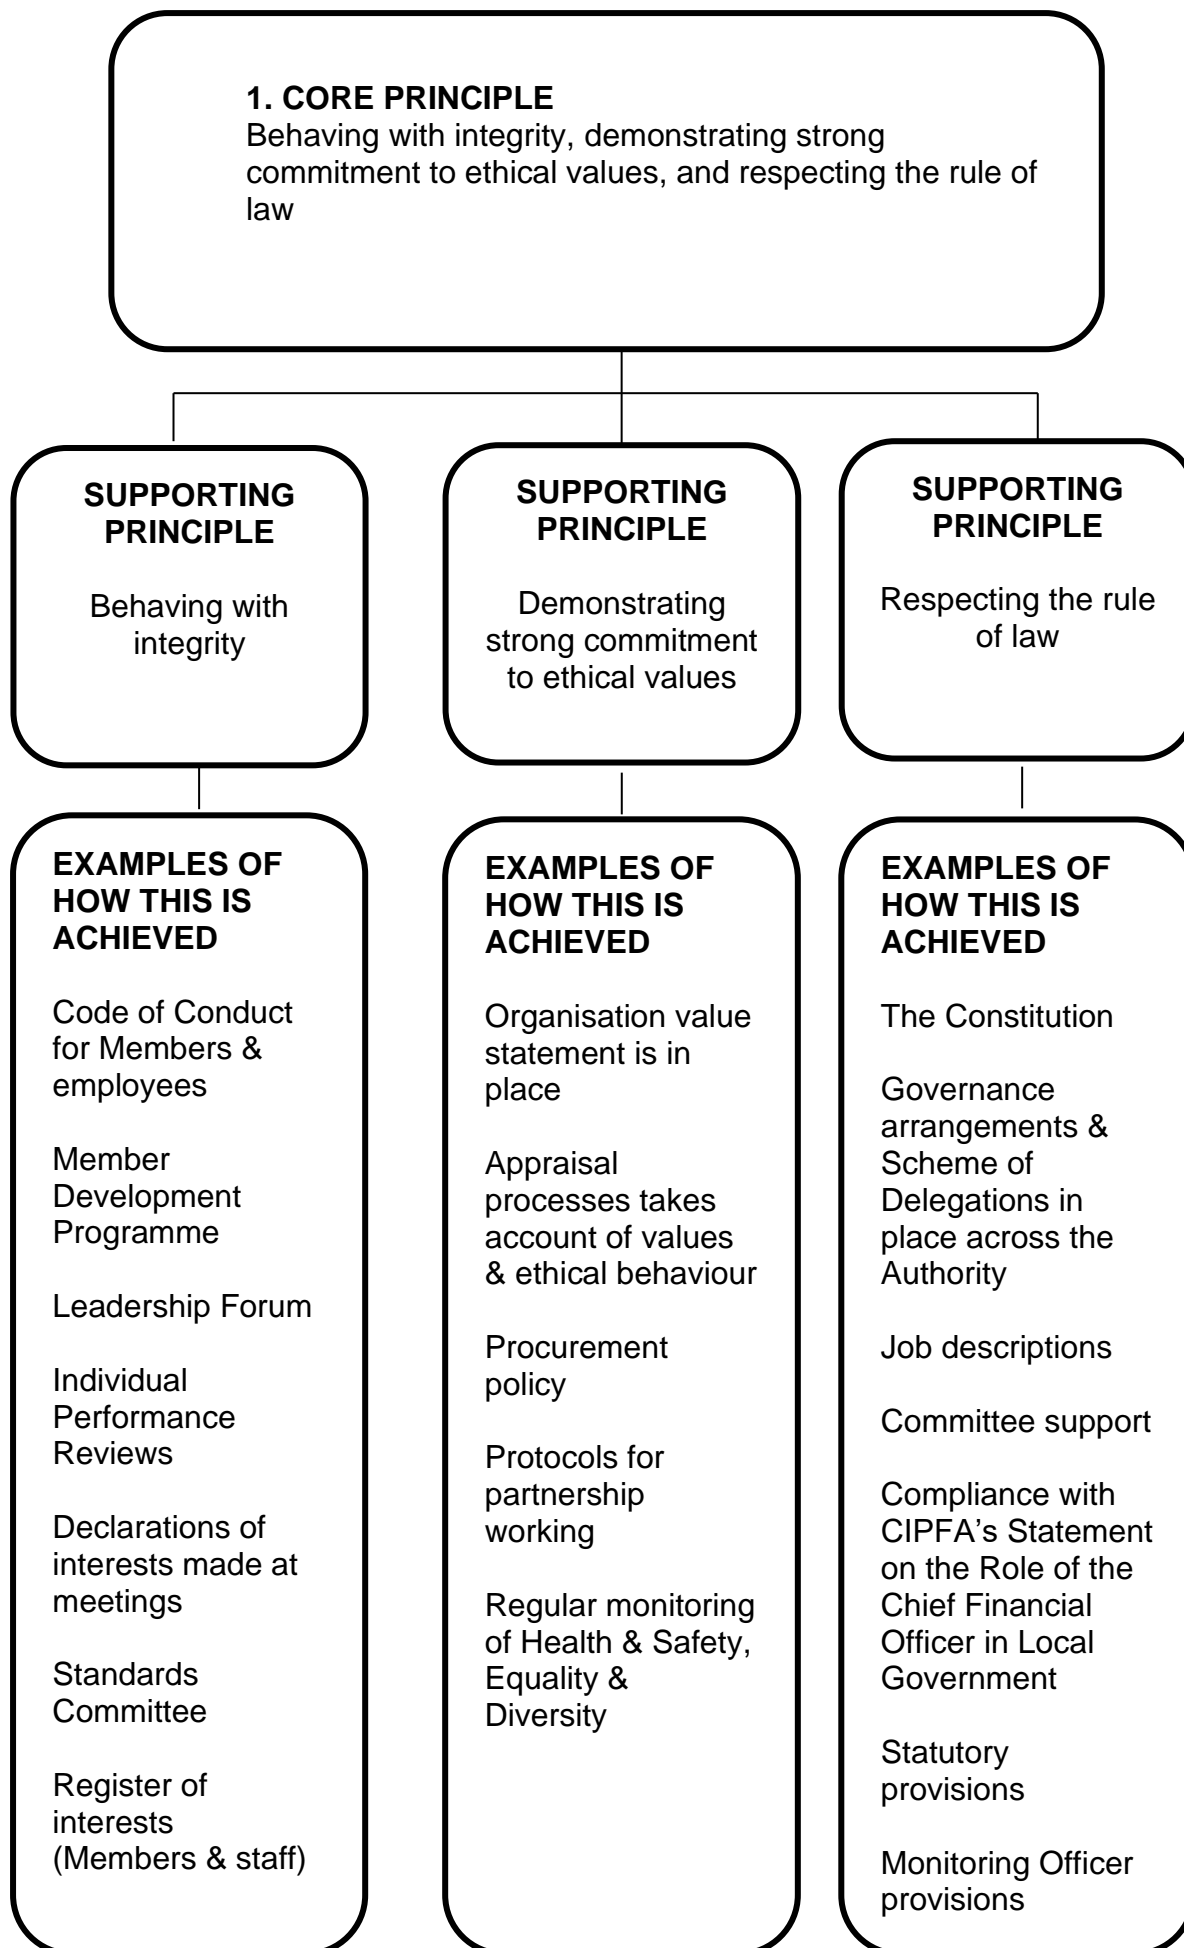 1. CORE PRINCIPLE
Behaving with integrity, demonstrating strong
commitment to ethical values, and respecting the rule of
law
SUPPORTING
PRINCIPLE
Behaving with
integrity
SUPPORTING
PRINCIPLE
Demonstrating
strong commitment
to ethical values
SUPPORTING
PRINCIPLE
Respecting the rule
of law
EXAMPLES OF
HOW THIS IS
ACHIEVED
Code of Conduct
for Members &
employees
Member
Development
Programme
Leadership Forum
Individual
Performance
Reviews
Declarations of
interests made at
meetings
Standards
Committee
Register of
interests
(Members & staff)
EXAMPLES OF
HOW THIS IS
ACHIEVED
Organisation value
statement is in
place
Appraisal
processes takes
account of values
& ethical behaviour
Procurement
policy
Protocols for
partnership
working
Regular monitoring
of Health & Safety,
Equality &
Diversity
EXAMPLES OF
HOW THIS IS
ACHIEVED
The Constitution
Governance
arrangements &
Scheme of
Delegations in
place across the
Authority
Job descriptions
Committee support
Compliance with
CIPFA’s Statement
on the Role of the
Chief Financial
Officer in Local
Government
Statutory
provisions
Monitoring Officer
provisions